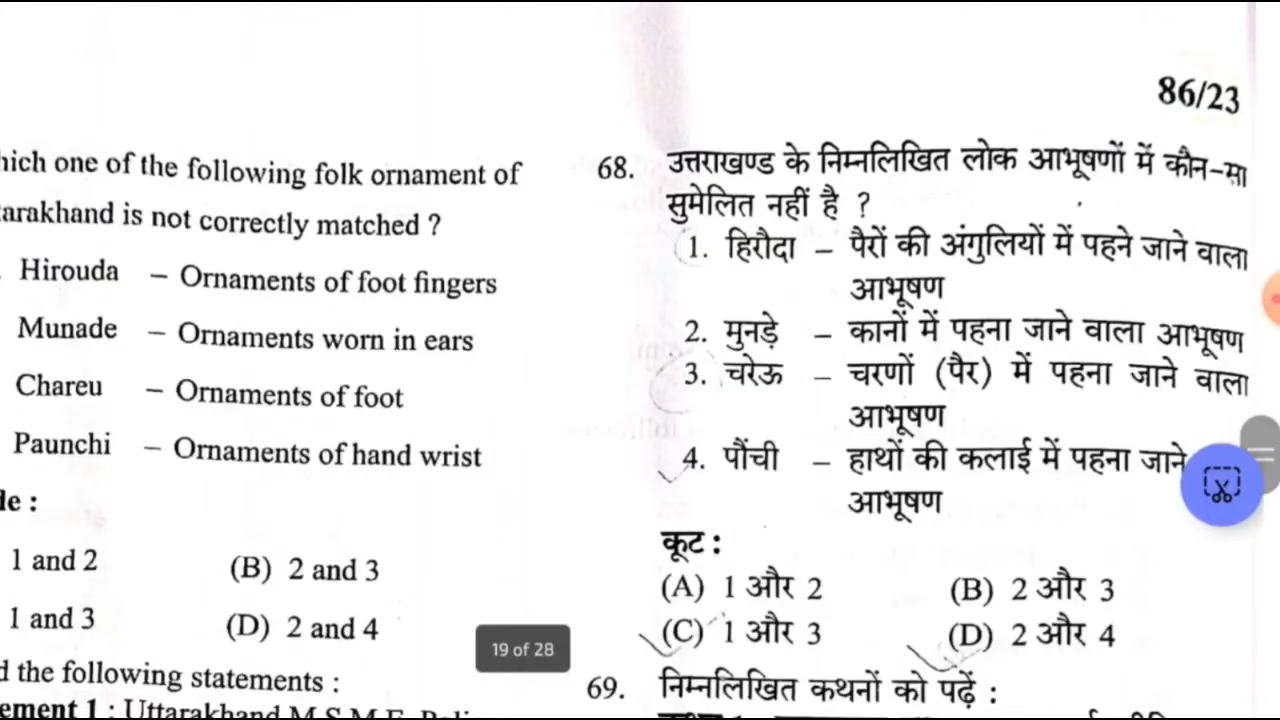 86/23
hich one of the following folk ornament of
tarakhand is not correctly matched ?
Hirouda – Ornaments of foot fingers
Munade – Ornaments worn in ears
Chareu – Ornaments of foot
Paunchi – Ornaments of hand wrist
de :
1 and 2 (B) 2 and 3
1 and 3 (D) 2 and 4
d the following statements :
ement 1 : Uttarakhand M.S.M.E.
68. उत्तराखण्ड के निम्नलिखित लोक आभूषणों में कौन-सा
सुमेलित नहीं है ?
1. हिरौदा – पैरों की अंगुलियों में पहने जाने वाला
आभूषण
2. मुनड़े – कानों में पहना जाने वाला आभूषण
3. चरेऊ – चरणों (पैर) में पहना जाने वाला
आभूषण
4. पौंची – हाथों की कलाई में पहना जाने
आभूषण
कूट :
(A) 1 और 2 (B) 2 और 3
(C) 1 और 3 (D) 2 और 4
69. निम्नलिखित कथनों को पढ़ें :
19 of 28